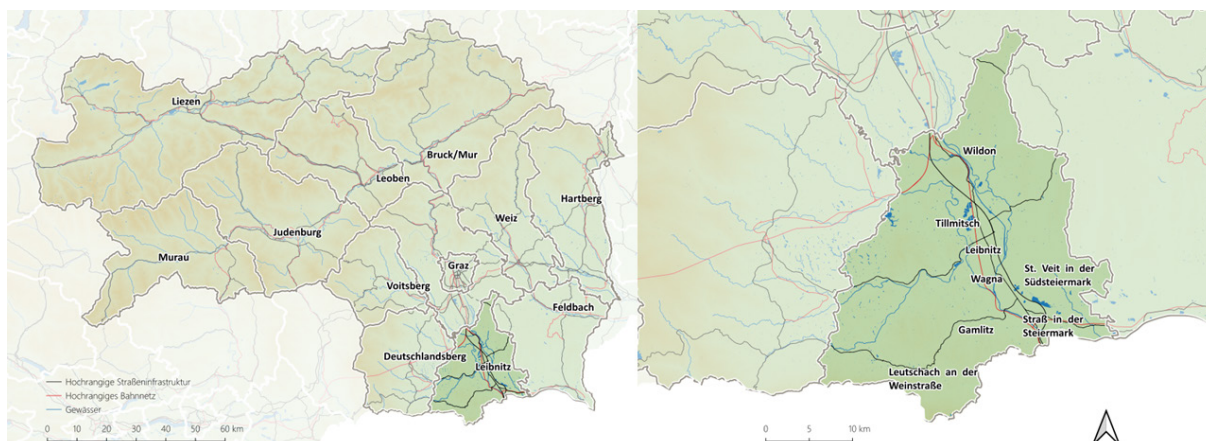 Liezen
Bruck/Mur
Leoben
Hartberg
Weiz
Judenburg
Murau
Graz
Voitsberg
Feldbach
Deutschlandsberg
Leibnitz
Hochrangige Straßeninfrastruktur
Hochrangiges Bahnnetz
Gewässer
0 10 20 30 40 50 60 km
Wildon
Tillmitsch
Leibnitz
Wagna
St. Veit in der
Südsteiermark
Straß in der
Steiermark
Gamlitz
Leutschach an der
Weinstraße
0 5 10 km